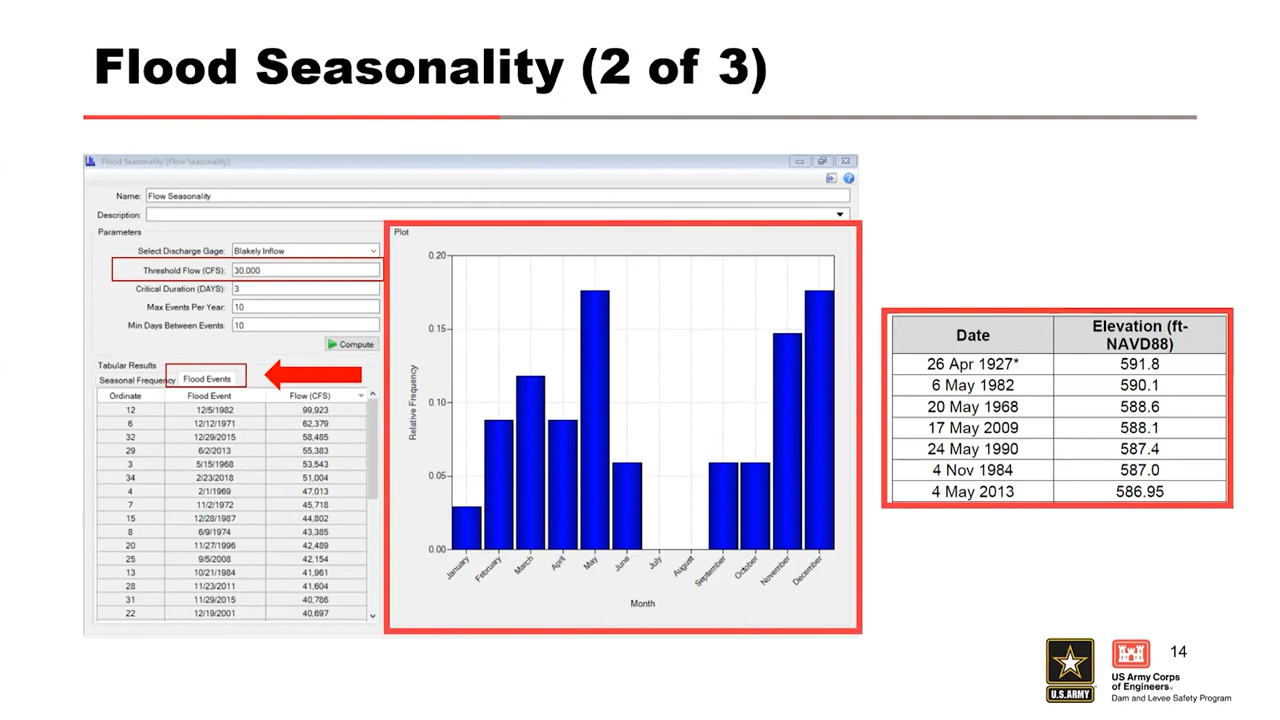 Flood Seasonality (2 of 3)
Flood Seasonality [Flow Seasonality]
Name: Flow Seasonality
Description:
Parameters
Select Discharge Gage: Blakely Inflow
Threshold Flow (CFS): 30,000
Critical Duration (DAYS): 3
Max Events Per Year: 10
Min Days Between Events: 10
Compute
Tabular Results
Seasonal Frequency Flood Events
Ordinate Flood Event Flow (CFS)
12 12/5/1982 99,923
6 12/12/1971 62,379
32 12/29/2015 58,485
29 6/2/2013 55,383
3 5/15/1968 53,543
34 2/23/2018 51,004
4 2/1/1969 47,013
7 11/2/1972 45,718
15 12/28/1987 44,802
8 6/9/1974 43,385
20 11/27/1996 42,489
25 9/5/2008 42,154
13 10/21/1984 41,961
28 11/23/2011 41,604
31 11/29/2015 40,786
22 12/19/2001 40,697
Plot
0.20
0.15
0.10
0.05
0.00
Relative Frequency
January February March April May June July August September October November December
Month
Date Elevation (ft-
NAVD88)
26 Apr 1927* 591.8
6 May 1982 590.1
20 May 1968 588.6
17 May 2009 588.1
24 May 1990 587.4
4 Nov 1984 587.0
4 May 2013 586.95
U.S. ARMY
US Army Corps
of Engineers®
Dam and Levee Safety Program
14